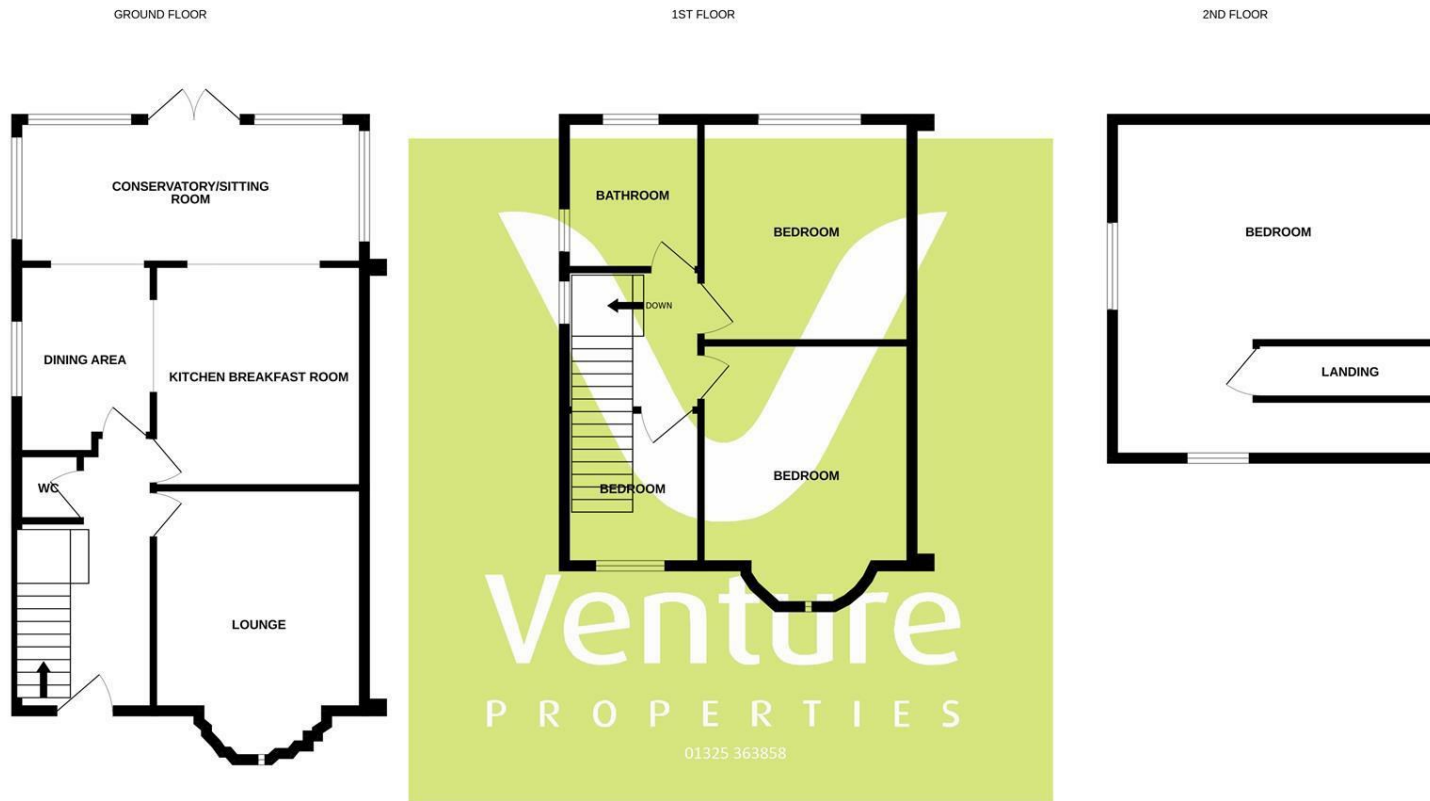 GROUND FLOOR
1ST FLOOR
2ND FLOOR
CONSERVATORY/SITTING
ROOM
DINING AREA
KITCHEN BREAKFAST ROOM
WC
LOUNGE
BATHROOM
BEDROOM
DOWN
BEDROOM
BEDROOM
BEDROOM
LANDING
Venture
PROPERTIES
01325 363858